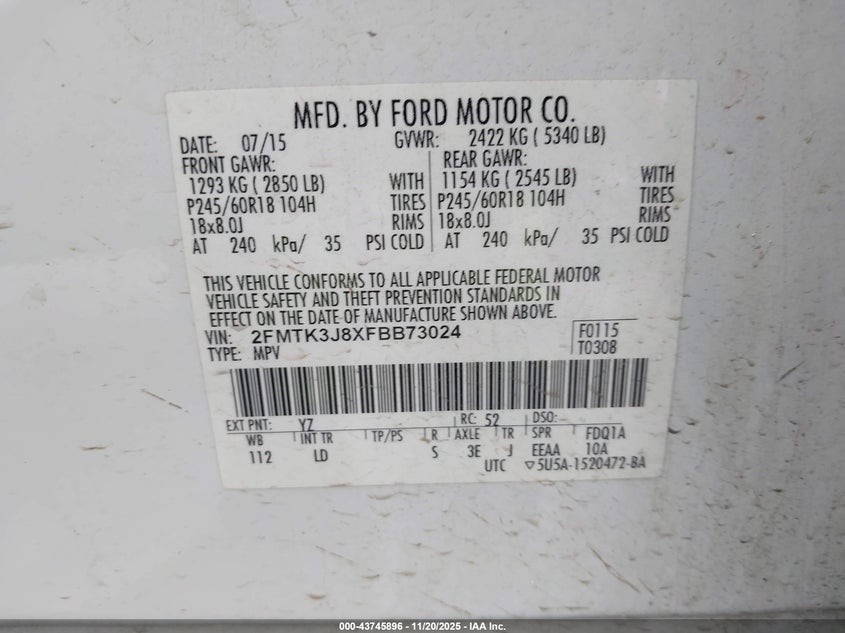 MFD. BY FORD MOTOR CO.
DATE: 07/15 GVWR: 2422 KG ( 5340 LB)
FRONT GAWR: REAR GAWR:
1293 KG ( 2850 LB) WITH 1154 KG ( 2545 LB) WITH
P245/60R18 104H TIRES P245/60R18 104H TIRES
18x8.0J RIMS 18x8.0J RIMS
AT 240 kPa/ 35 PSI COLD AT 240 kPa/ 35 PSI COLD
THIS VEHICLE CONFORMS TO ALL APPLICABLE FEDERAL MOTOR
VEHICLE SAFETY AND THEFT PREVENTION STANDARDS IN
EFFECT ON THE DATE OF MANUFACTURE SHOWN ABOVE.
VIN: 2FMTK3J8XFBB73024 F0115
TYPE: MPV T0308
EXT PNT: YZ RC: 52 DSO:
WB INT TR TP/PS R AXLE TR SPR FDQ1A
112 LD S 3E J EEAA 10A
UTC ▽5U5A-1520472-BA
000-43745896 - 11/20/2025 - IAA Inc.